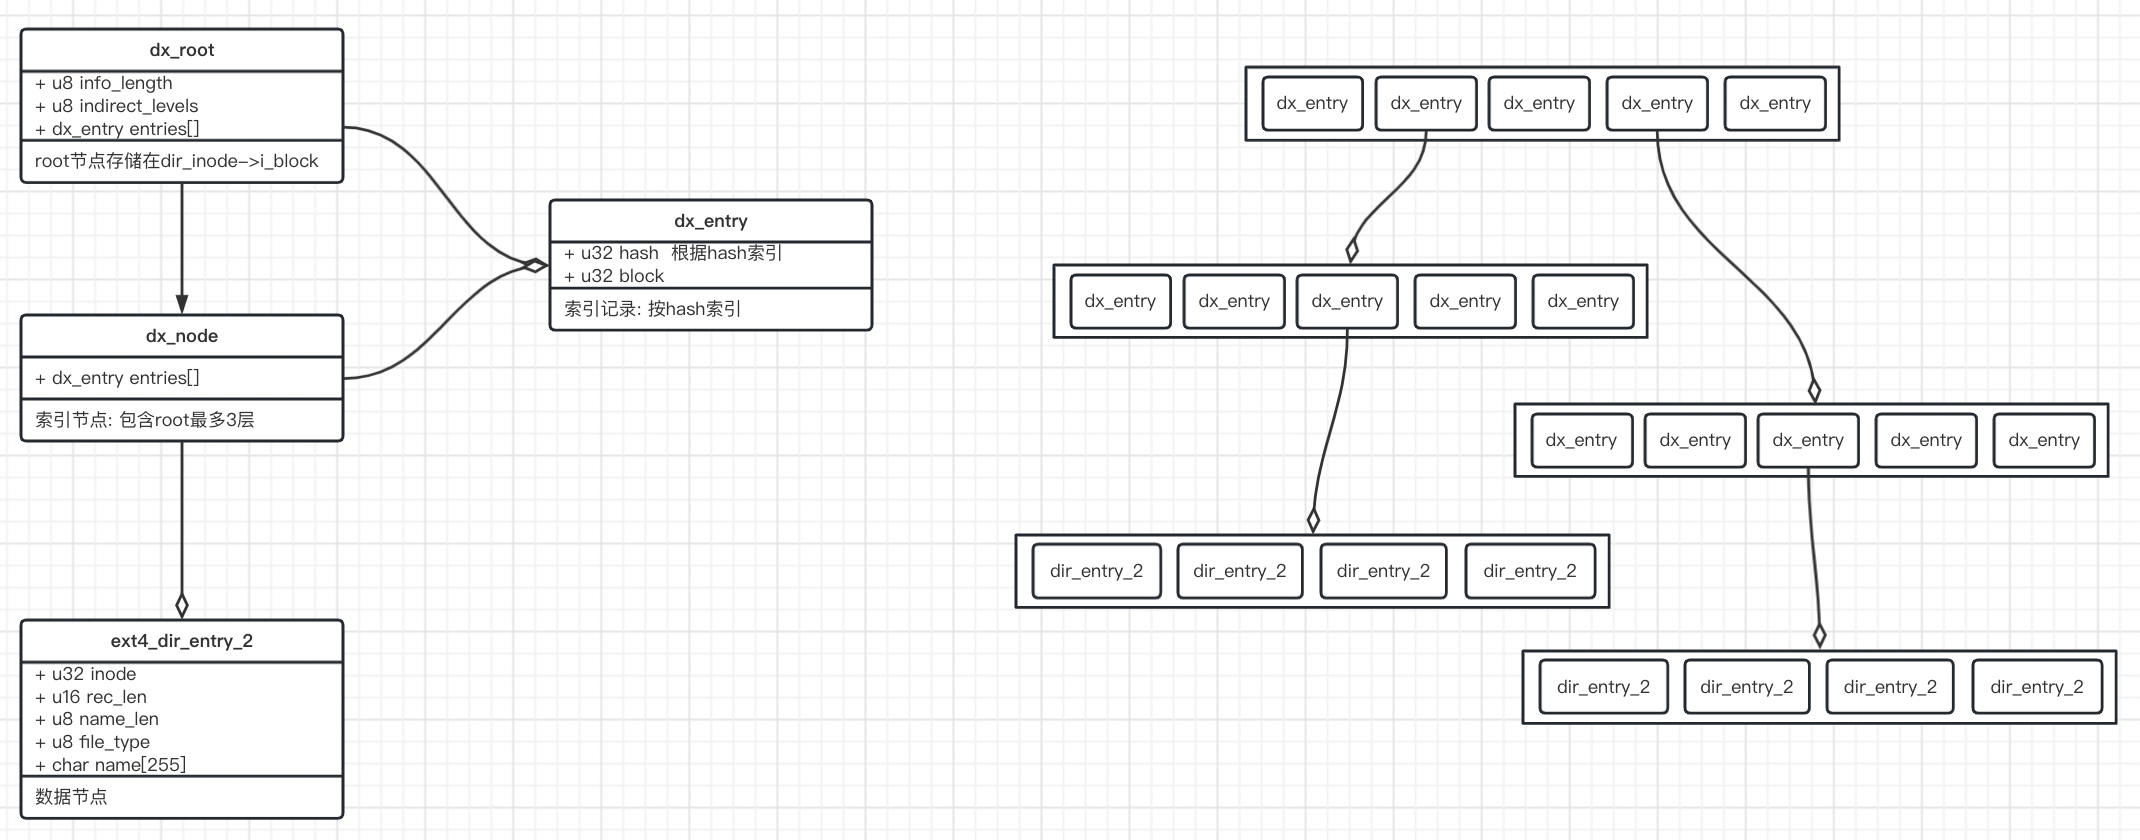 dx_root
+ u8 info_length
+ u8 indirect_levels
+ dx_entry entries[]
root节点存储在dir_inode->i_block
dx_node
+ dx_entry entries[]
索引节点: 包含root最多3层
ext4_dir_entry_2
+ u32 inode
+ u16 rec_len
+ u8 name_len
+ u8 file_type
+ char name[255]
数据节点
dx_entry
+ u32 hash  根据hash索引
+ u32 block
索引记录: 按hash索引
dx_entry dx_entry dx_entry dx_entry dx_entry
dx_entry dx_entry dx_entry dx_entry dx_entry
dx_entry dx_entry dx_entry dx_entry dx_entry
dir_entry_2 dir_entry_2 dir_entry_2 dir_entry_2
dir_entry_2 dir_entry_2 dir_entry_2 dir_entry_2